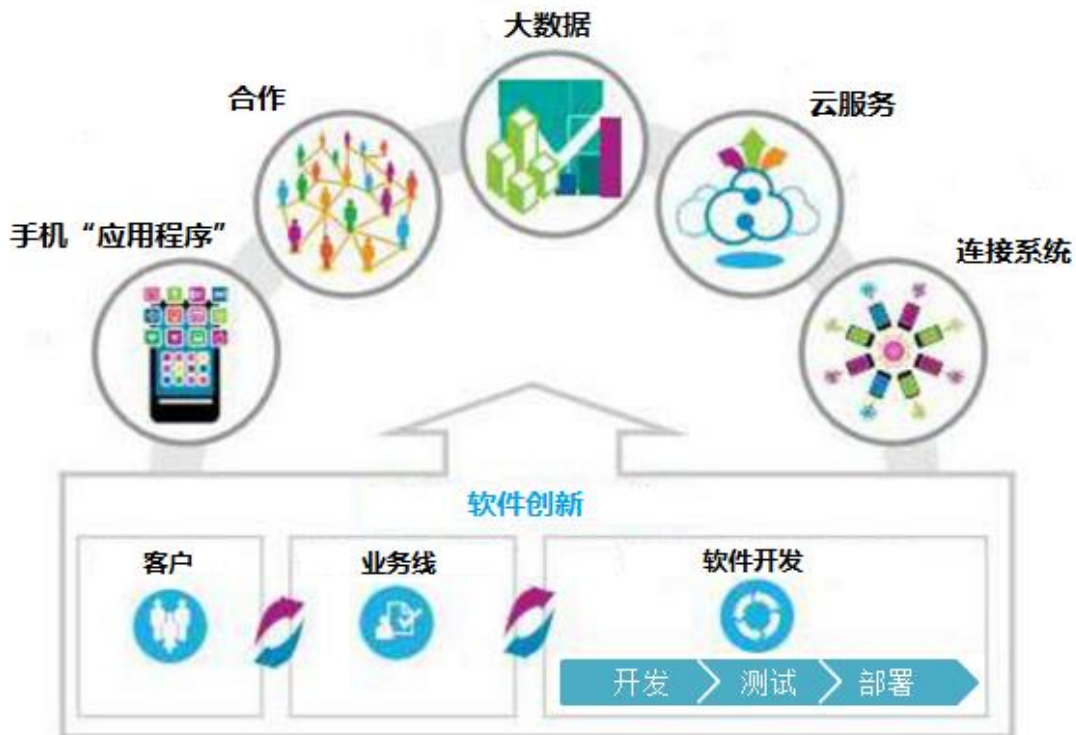 大数据
合作
云服务
手机“应用程序”
连接系统
软件创新
客户
业务线
软件开发
开发
测试
部署